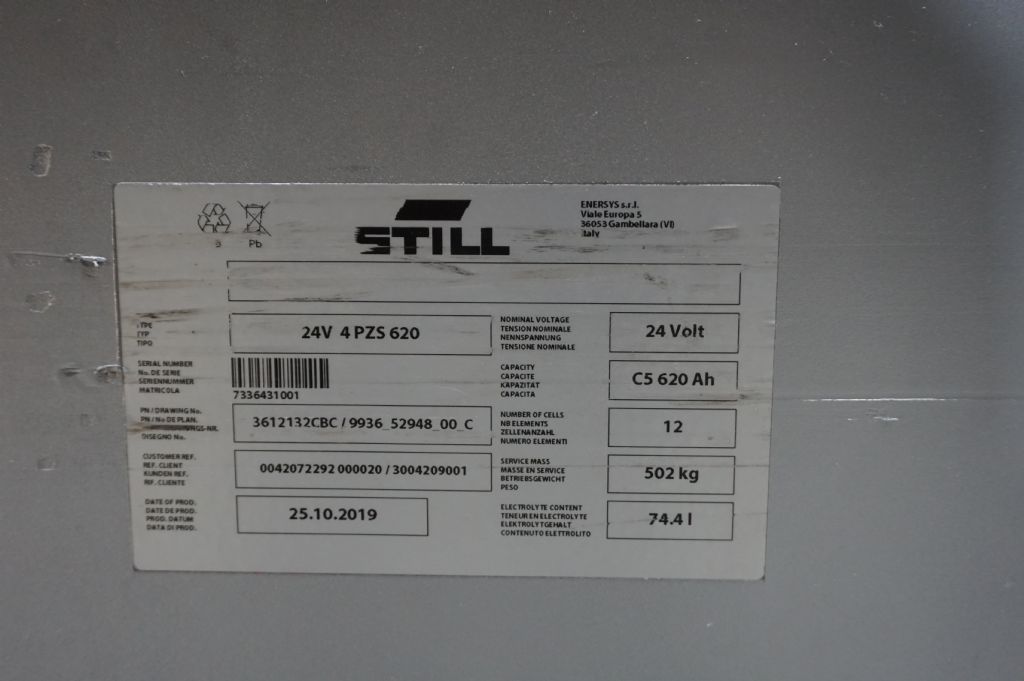 Pb
STILL
ENERSYS s.r.l.
Viale Europa 5
36053 Gambellara (VI)
Italy
TYPE
TYP
TIPO
24V 4 PZS 620
NOMINAL VOLTAGE
TENSION NOMINALE
NENNSPANNUNG
TENSIONE NOMINALE
24 Volt
SERIAL NUMBER
No. DE SERIE
SERIENNUMMER
MATRICOLA
7336431001
CAPACITY
CAPACITE
KAPAZITAT
CAPACITA
C5 620 Ah
PN / DRAWING No.
PN / No DE PLAN.
DISEGNO No.
3612132CBC / 9936_52948_00_C
NUMBER OF CELLS
NB ELEMENTS
ZELLENANZAHL
NUMERO ELEMENTI
12
CUSTOMER REF.
REF. CLIENT
KUNDEN REF.
RIF. CLIENTE
0042072292 000020 / 3004209001
SERVICE MASS
MASSE EN SERVICE
BETRIEBSGEWICHT
PESO
502 kg
DATE OF PROD.
DATE DE PROD.
PROD. DATUM
DATA DI PROD.
25.10.2019
ELECTROLYTE CONTENT
TENEUR EN ELECTROLYTE
ELEKTROLYTGEHALT
CONTENUTO ELETTROLITO
74.4 l